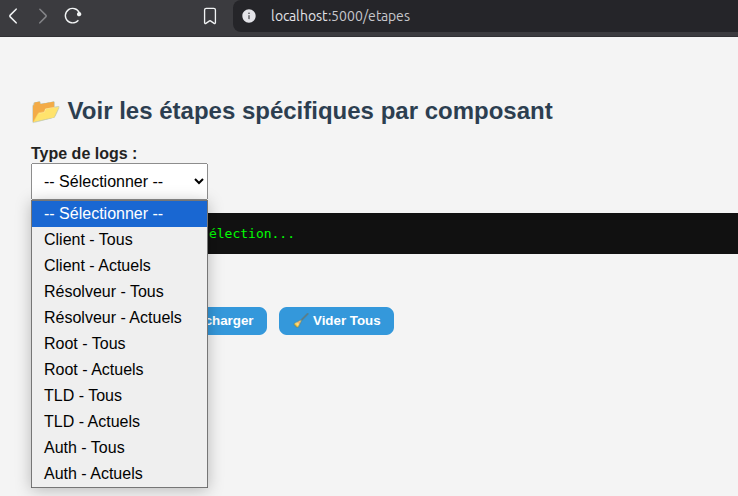 localhost:5000/etapes
Voir les étapes spécifiques par composant
Type de logs :
-- Sélectionner --
-- Sélectionner --
Client - Tous
élection...
Client - Actuels
Résolveur - Tous
Résolveur - Actuels
charger
Vider Tous
Root - Tous
Root - Actuels
TLD - Tous
TLD - Actuels
Auth - Tous
Auth - Actuels